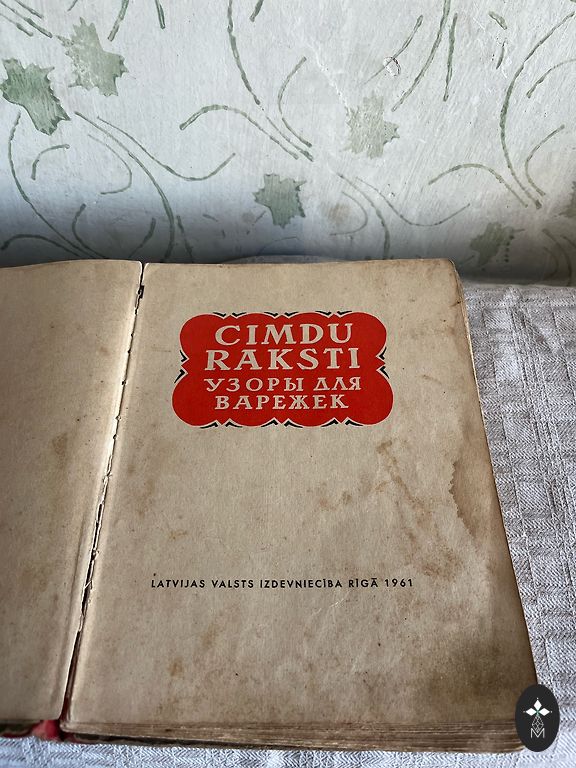 CIMDU
RAKSTI
УЗОРЫ ДЛЯ
ВАРЕЖЕК
LATVIJAS VALSTS IZDEVNIECĪBA RĪGĀ 1961
M